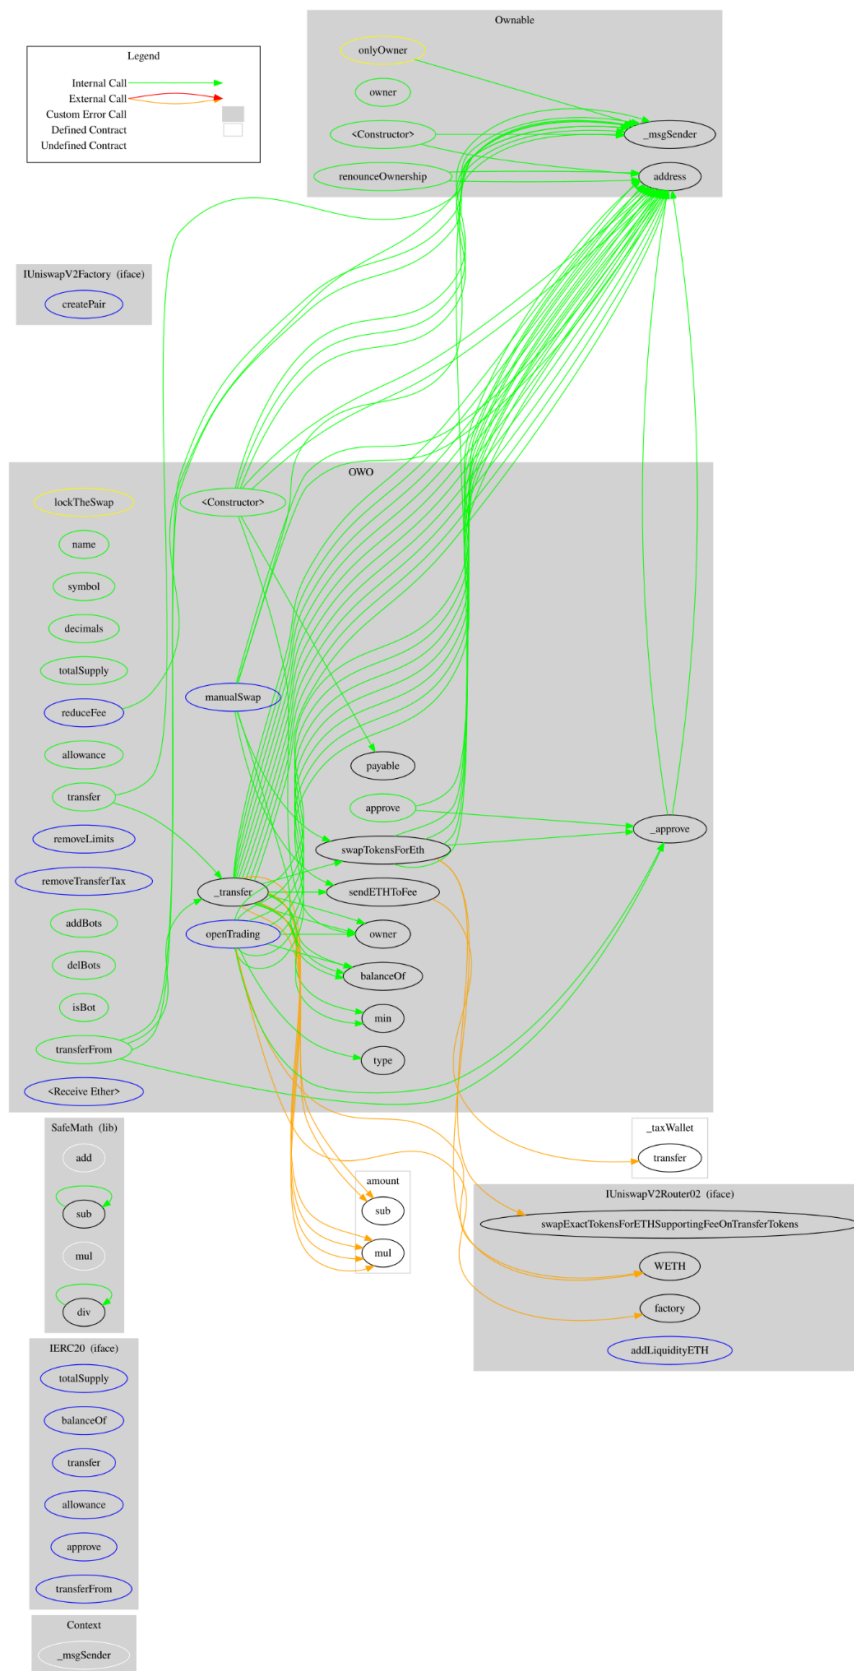 Ownable
onlyOwner
owner
<Constructor>
renounceOwnership
_msgSender
address
Legend
Internal Call
External Call
Custom Error Call
Defined Contract
Undefined Contract
IUniswapV2Factory (iface)
createPair
OWO
lockTheSwap
name
symbol
decimals
totalSupply
reduceFee
allowance
transfer
removeLimits
removeTransferTax
addBots
delBots
isBot
transferFrom
<Receive Ether>
<Constructor>
manualSwap
_transfer
openTrading
payable
approve
swapTokensForEth
sendETHToFee
owner
balanceOf
min
type
_approve
SafeMath (lib)
add
sub
mul
div
amount
sub
mul
_taxWallet
transfer
IUniswapV2Router02 (iface)
swapExactTokensForETHSupportingFeeOnTransferTokens
WETH
factory
addLiquidityETH
IERC20 (iface)
totalSupply
balanceOf
transfer
allowance
approve
transferFrom
Context
_msgSender